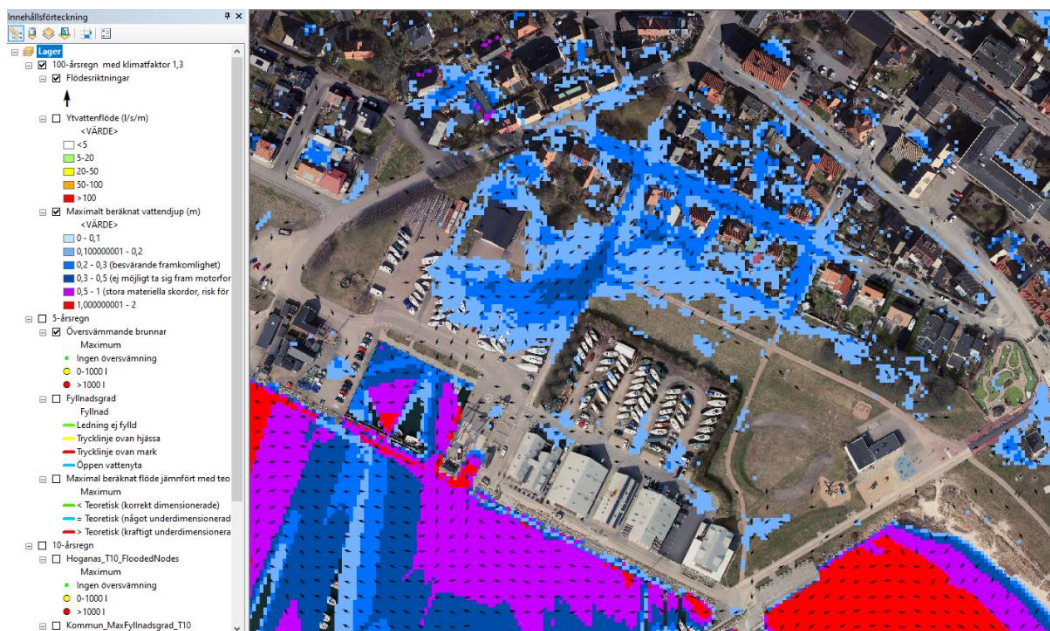 Innehållsförteckning
Lager
100-årsregn med klimatfaktor 1,3
Flödesriktningar
Ytvattenflöde (l/s/m)
<VÄRDE>
<5
5-20
20-50
50-100
>100
Maximalt beräknat vattendjup (m)
<VÄRDE>
0 - 0,1
0,100000001 - 0,2
0,2 - 0,3 (besvärande framkomlighet)
0,3 - 0,5 (ej möjligt ta sig fram motorfor
0,5 - 1 (stora materiella skordor, risk för
1,000000001 - 2
5-årsregn
Översvämmande brunnar
Maximum
Ingen översvämning
0-1000 l
> 1000 l
Fyllnadsgrad
Fyllnad
Ledning ej fylld
Trycklinje ovan hjässa
Trycklinje ovan mark
Öppen vattenyta
Maximal beräknat flöde jämnfört med teo
Maximum
< Teoretisk (korrekt dimensionerade)
= Teoretisk (något underdimensionerad
> Teoretisk (kraftigt underdimensionera
10-årsregn
Hoganas_T10_FloodedNodes
Maximum
Ingen översvämning
0-1000 l
> 1000 l
Kommun_MaxFyllnadsgrad_T10